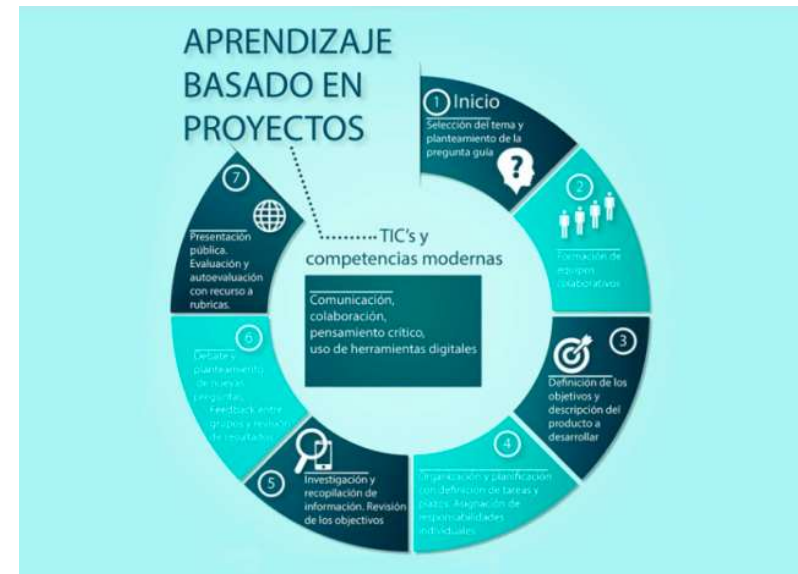 APRENDIZAJE
BASADO EN
PROYECTOS
1 Inicio
Selección del tema y
planteamiento de la
pregunta guía
?
2
Formación de
equipos
colaborativos
3
Definición de los
objetivos y
descripción del
producto a
desarrollar
4
Organización y planificación
con definición de tareas y
plazos. Asignación de
responsabilidades
individuales
5
Investigación y
recopilación de
información. Revisión
de los objetivos
6
Debate y
planteamiento
de nuevas
preguntas.
Feedback entre
grupos y revisión
de resultados
7
Presentación
pública.
Evaluación y
autoevaluación
con recurso a
rubricas.
TIC's y
competencias modernas
Comunicación,
colaboración,
pensamiento crítico,
uso de herramientas digitales